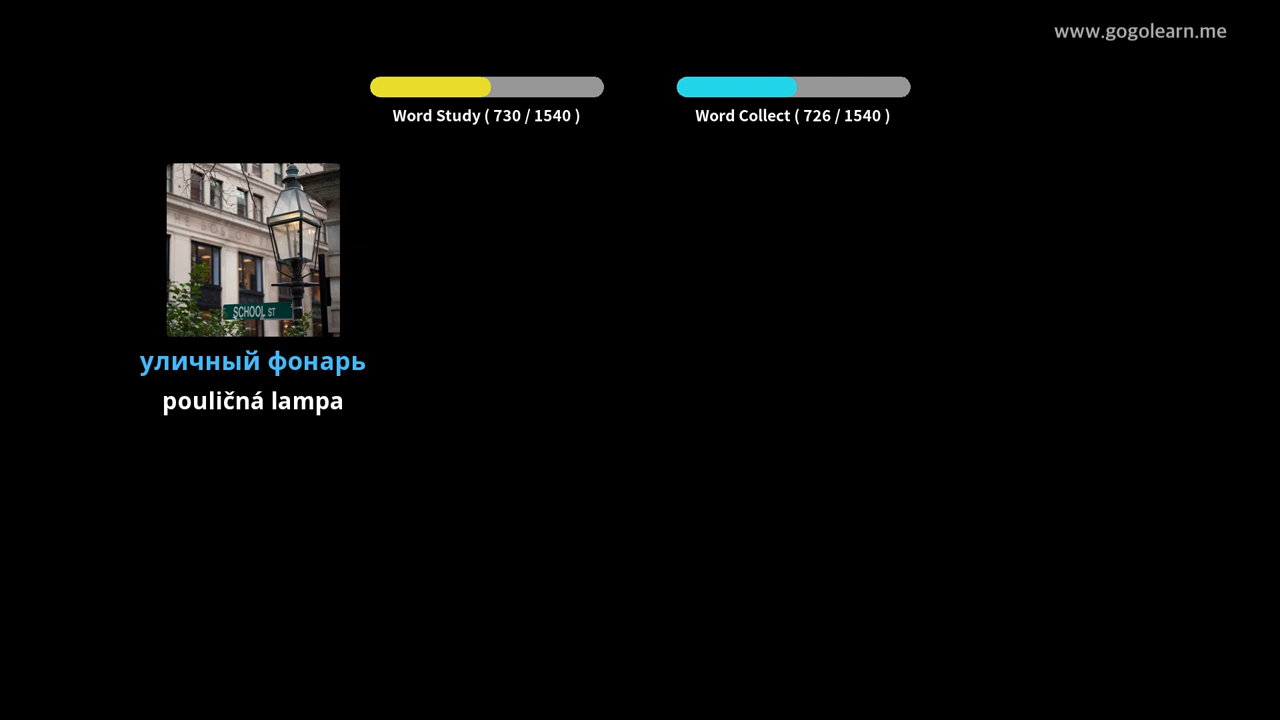 www.gogolearn.me
Word Study ( 730 / 1540 )
Word Collect ( 726 / 1540 )
SCHOOL ST
уличный фонарь
pouličná lampa